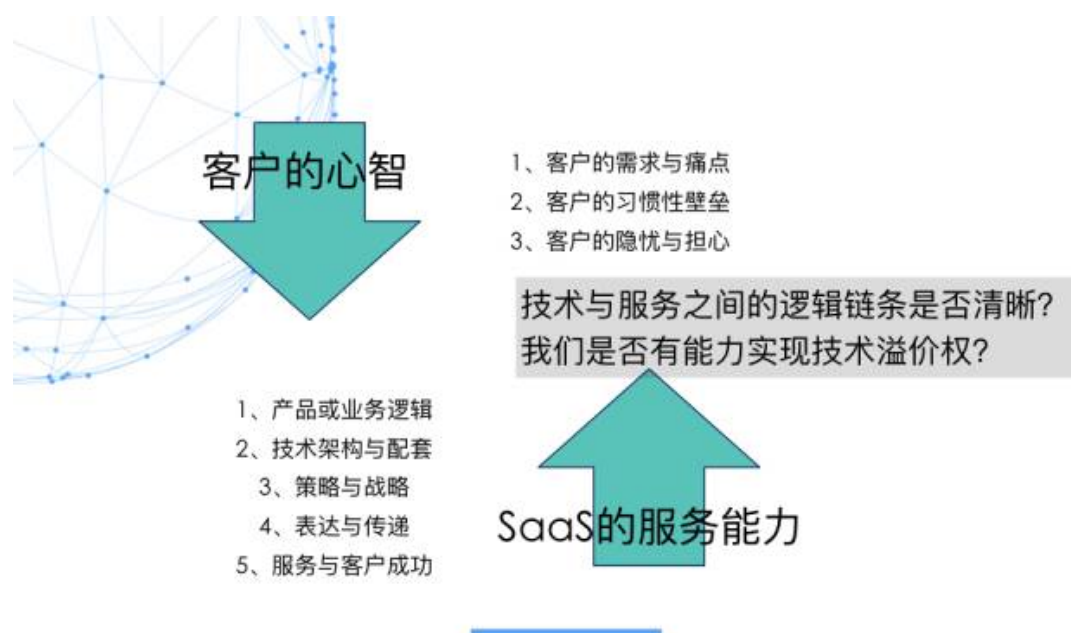 客户的心智
1、客户的需求与痛点
2、客户的习惯性壁垒
3、客户的隐忧与担心
技术与服务之间的逻辑链条是否清晰？
我们是否有能力实现技术溢价权？
1、产品或业务逻辑
2、技术架构与配套
3、策略与战略
4、表达与传递
5、服务与客户成功
SaaS的服务能力